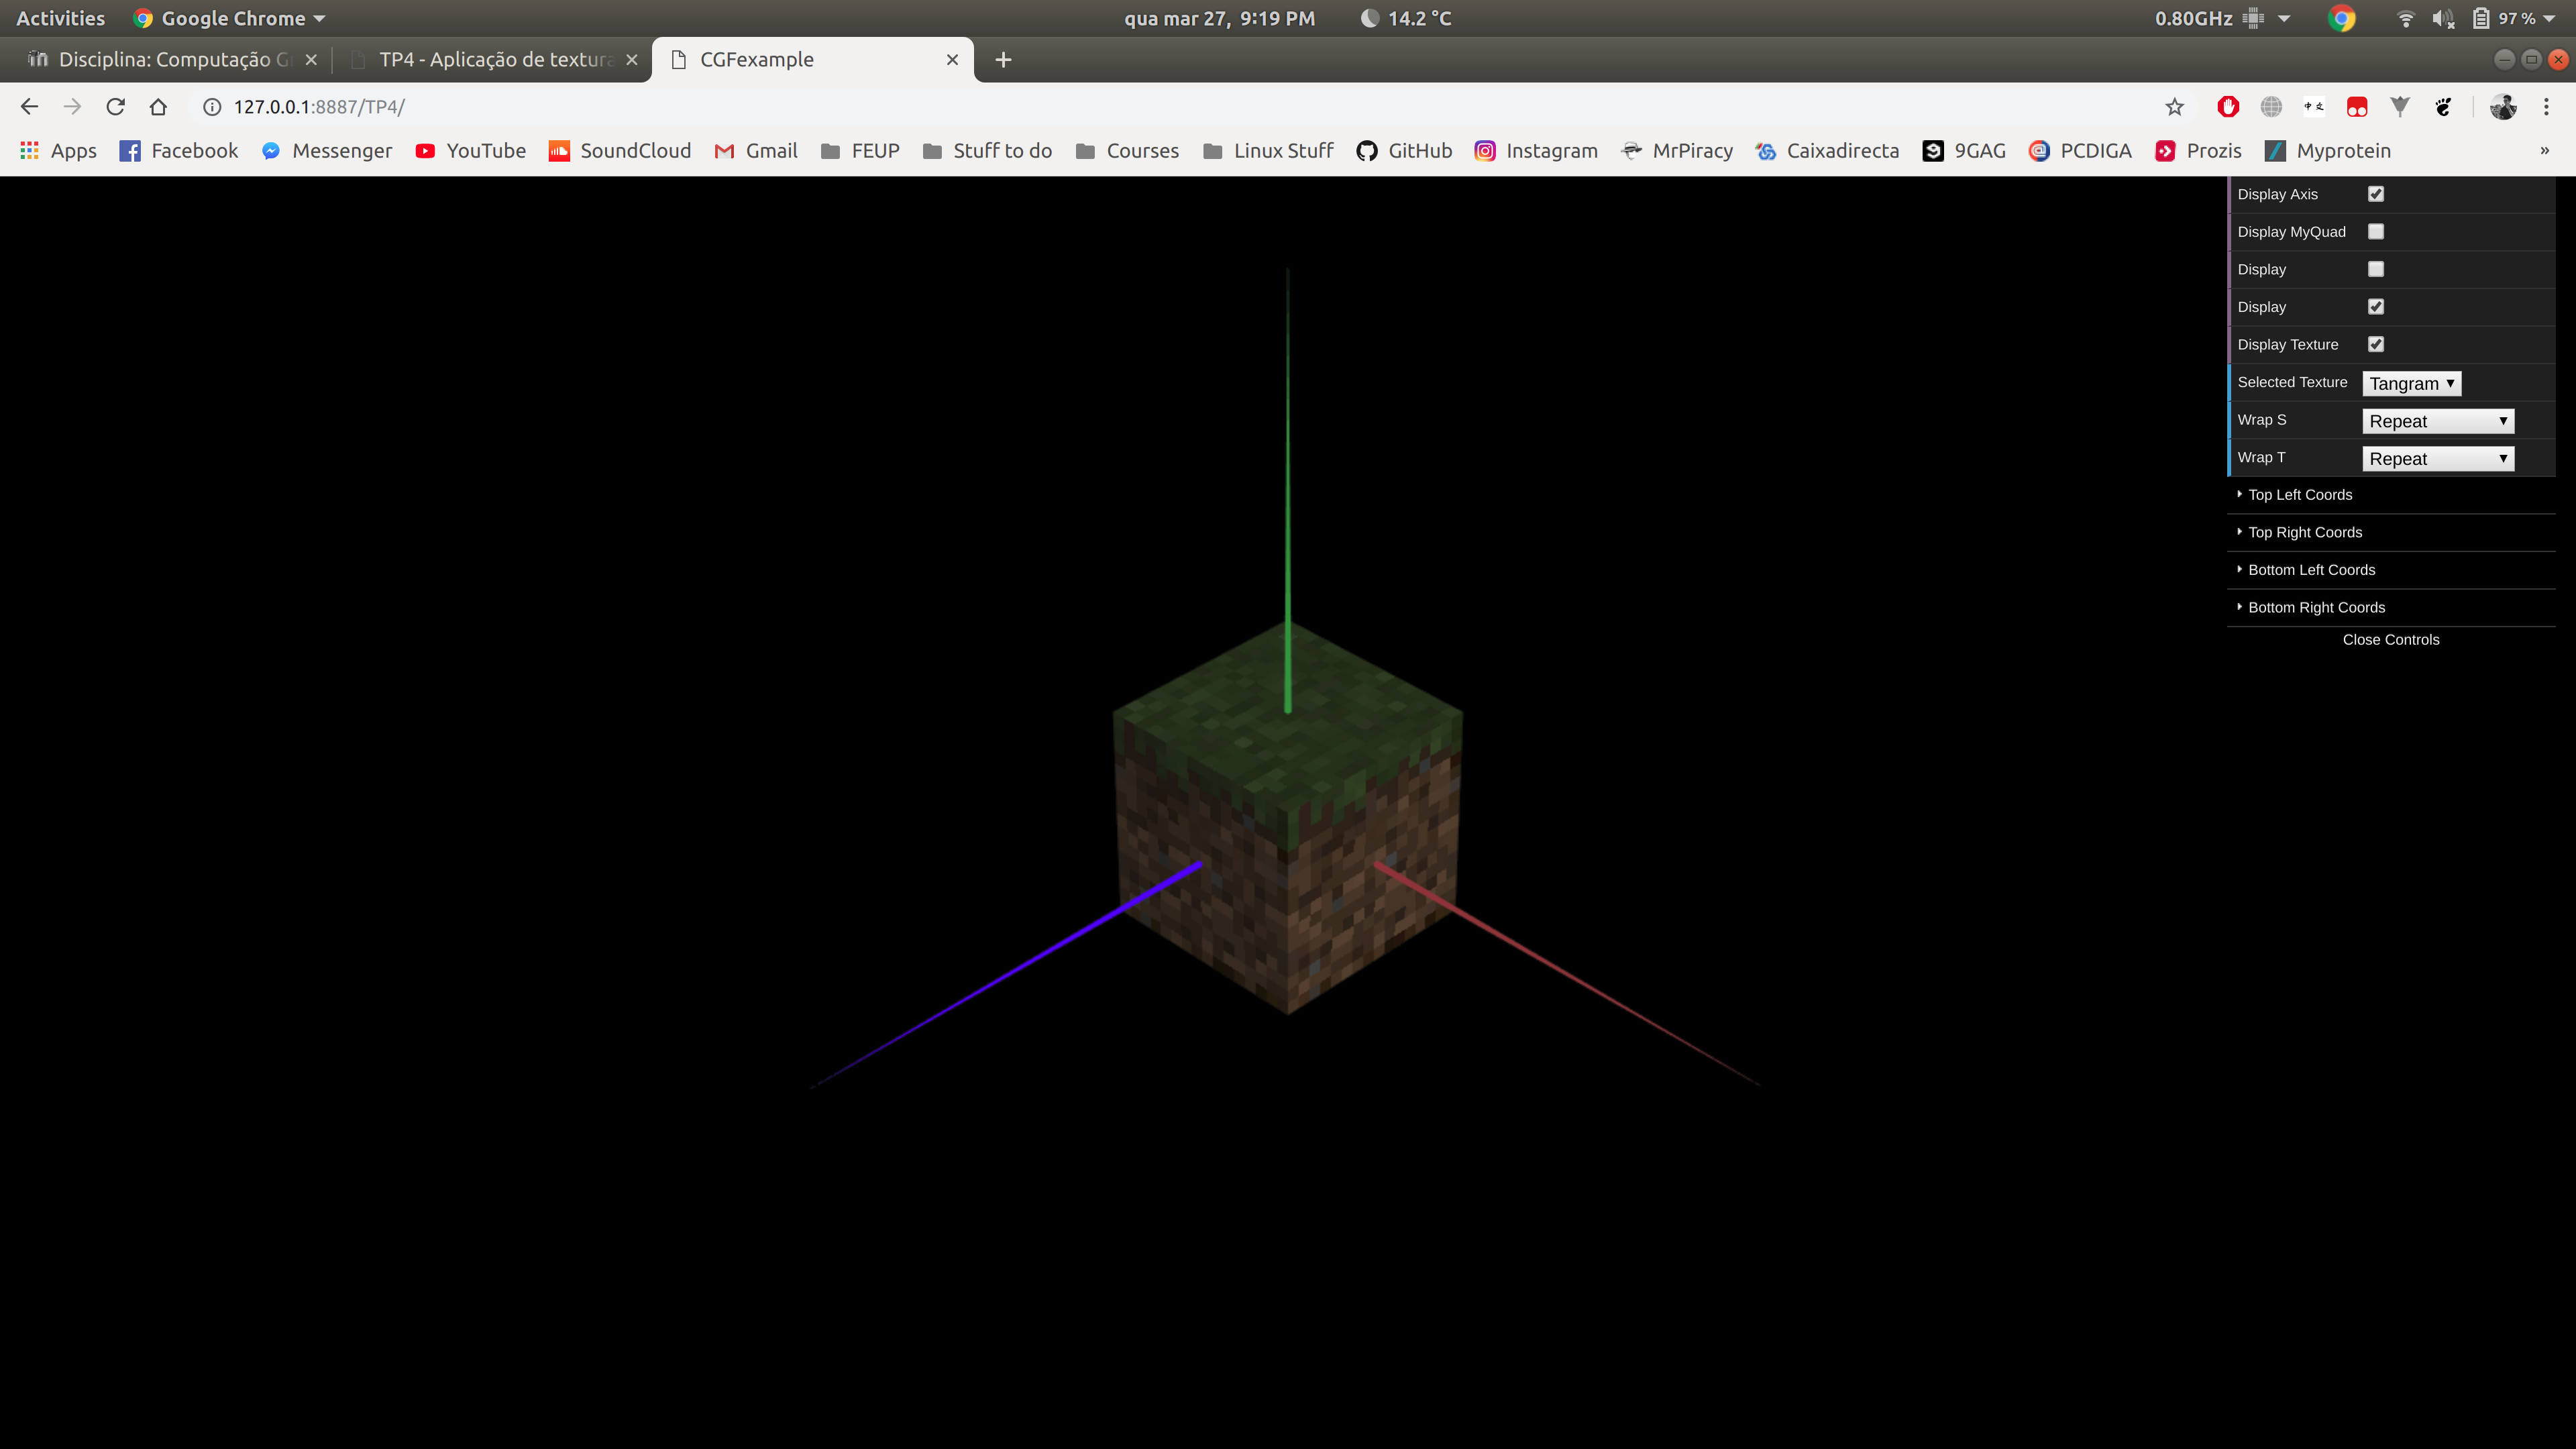 Activities Google Chrome qua mar 27, 9:19 PM 14.2 °C 0.80GHz 97 %
Disciplina: Computação G TP4 - Aplicação de textura CGFexample
127.0.0.1:8887/TP4/
Apps Facebook Messenger YouTube SoundCloud Gmail FEUP Stuff to do Courses Linux Stuff GitHub Instagram MrPiracy Caixadirecta 9GAG PCDIGA Prozis Myprotein »
Display Axis
Display MyQuad
Display
Display
Display Texture
Selected Texture Tangram
Wrap S Repeat
Wrap T Repeat
Top Left Coords
Top Right Coords
Bottom Left Coords
Bottom Right Coords
Close Controls